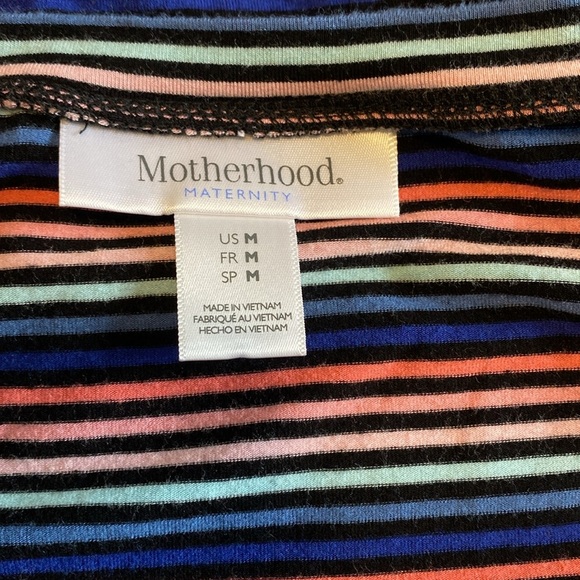 Motherhood®
MATERNITY
US M
FR M
SP M
MADE IN VIETNAM
FABRIQUÉ AU VIETNAM
HECHO EN VIETNAM